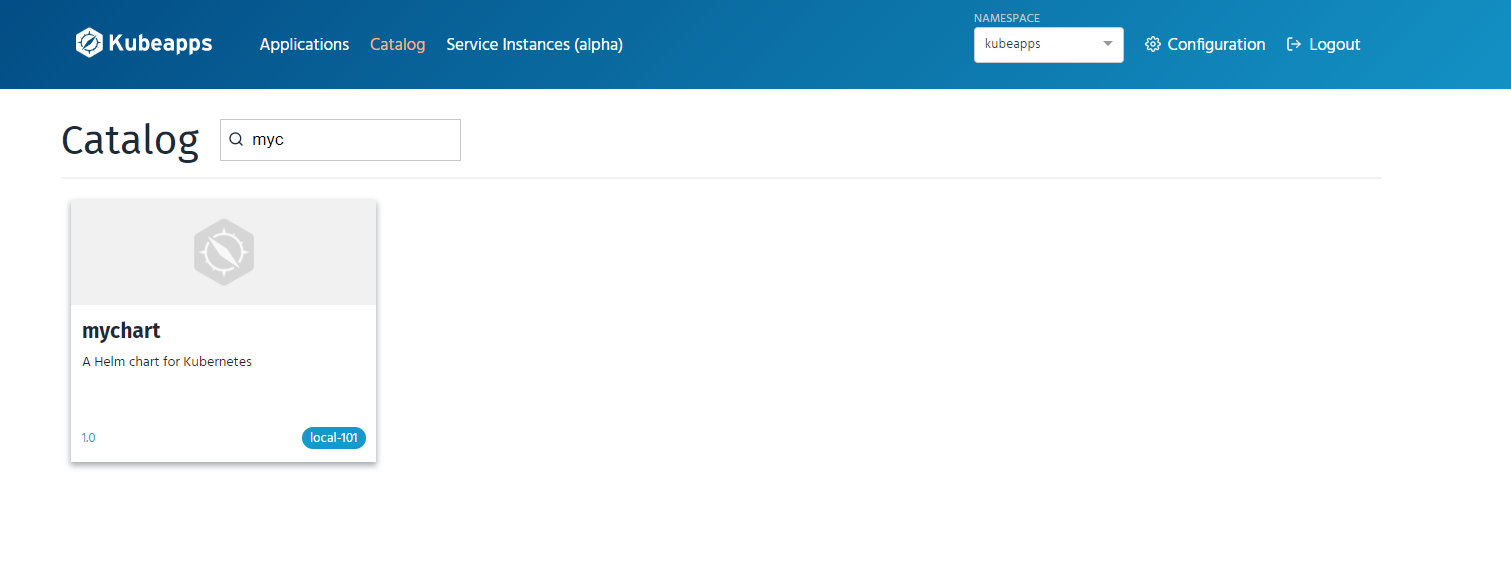 NAMESPACE
Kubeapps Applications Catalog Service Instances (alpha) kubeapps Configuration Logout
Catalog myc
mychart
A Helm chart for Kubernetes
1.0 local-101